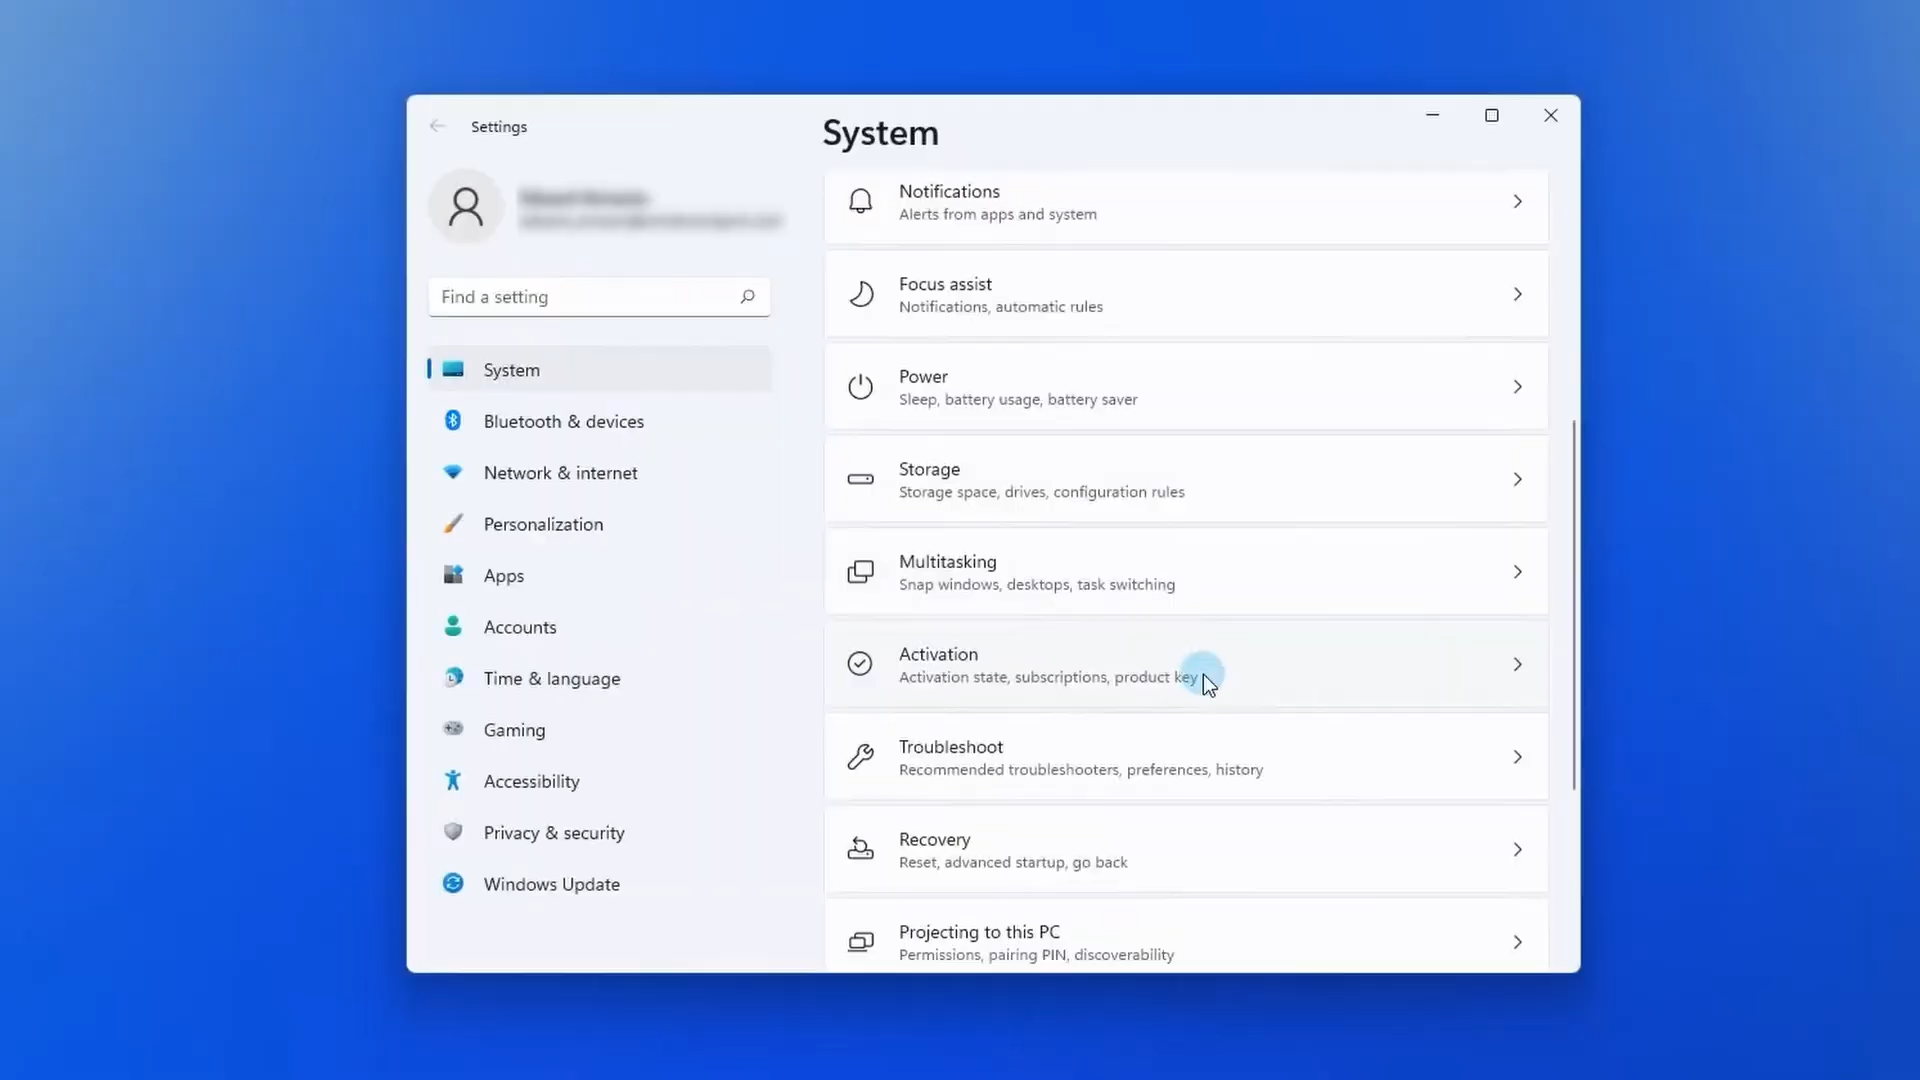 Settings
Find a setting
System
Bluetooth & devices
Network & internet
Personalization
Apps
Accounts
Time & language
Gaming
Accessibility
Privacy & security
Windows Update
System
Notifications
Alerts from apps and system
Focus assist
Notifications, automatic rules
Power
Sleep, battery usage, battery saver
Storage
Storage space, drives, configuration rules
Multitasking
Snap windows, desktops, task switching
Activation
Activation state, subscriptions, product key
Troubleshoot
Recommended troubleshooters, preferences, history
Recovery
Reset, advanced startup, go back
Projecting to this PC
Permissions, pairing PIN, discoverability